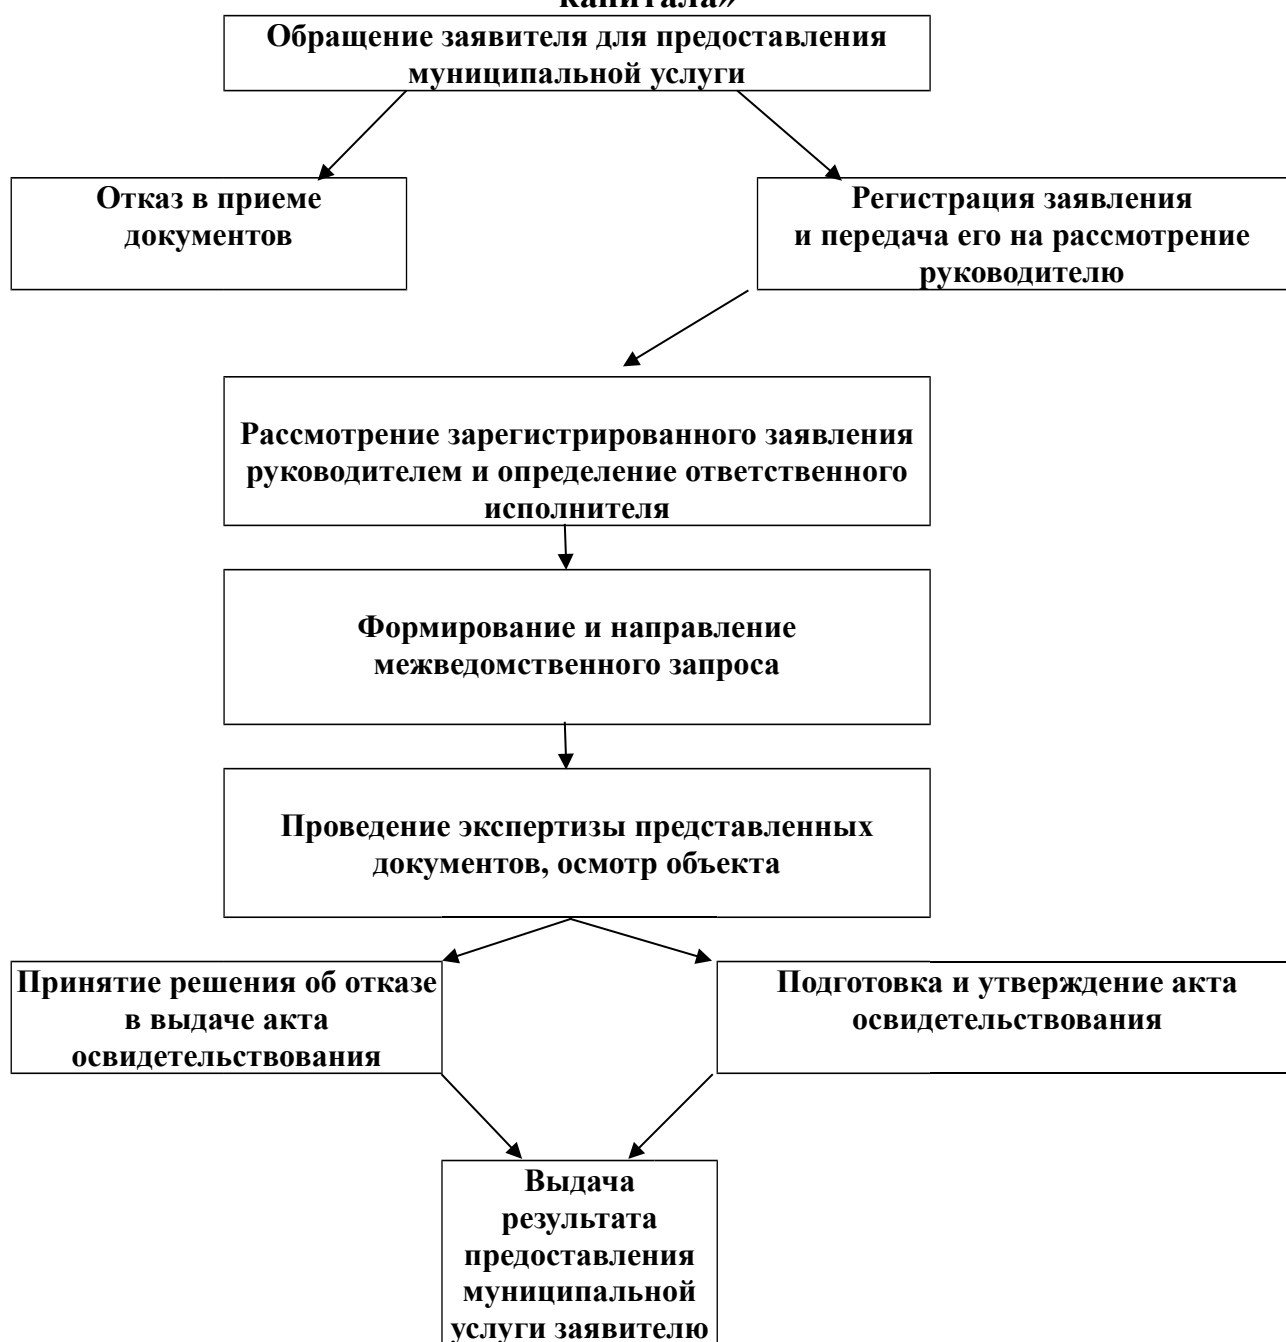 капитала»
Обращение заявителя для предоставления
муниципальной услуги
Отказ в приеме
документов
Регистрация заявления
и передача его на рассмотрение
руководителю
Рассмотрение зарегистрированного заявления
руководителем и определение ответственного
исполнителя
Формирование и направление
межведомственного запроса
Проведение экспертизы представленных
документов, осмотр объекта
Принятие решения об отказе
в выдаче акта
освидетельствования
Подготовка и утверждение акта
освидетельствования
Выдача
результата
предоставления
муниципальной
услуги заявителю